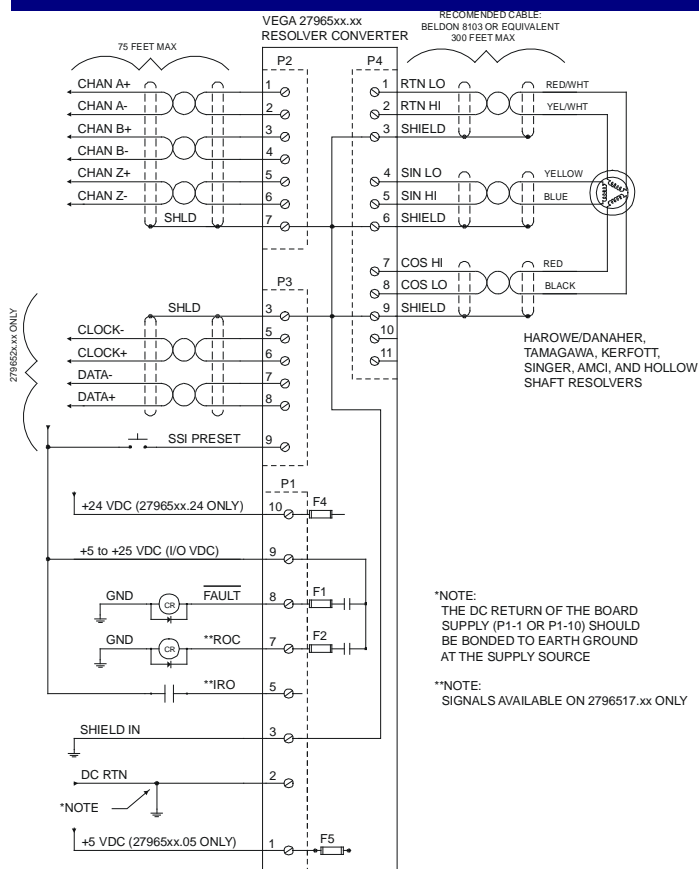 VEGA 27965xx.xx
RESOLVER CONVERTER
RECOMENDED CABLE:
BELDON 8103 OR EQUIVALENT
300 FEET MAX
75 FEET MAX
P2
P4
CHAN A+
1
CHAN A-
2
CHAN B+
3
CHAN B-
4
CHAN Z+
5
CHAN Z-
6
SHLD
7
1 RTN LO RED/WHT
2 RTN HI YEL/WHT
3 SHIELD
4 SIN LO YELLOW
5 SIN HI BLUE
6 SHIELD
7 COS HI RED
8 COS LO BLACK
9 SHIELD
10
11
HAROWE/DANAHER,
TAMAGAWA, KERFOTT,
SINGER, AMCI, AND HOLLOW
SHAFT RESOLVERS
279652x.xx ONLY
P3
SHLD 3
CLOCK- 5
CLOCK+ 6
DATA- 7
DATA+ 8
SSI PRESET 9
P1
+24 VDC (27965xx.24 ONLY) 10 F4
+5 to +25 VDC (I/O VDC) 9
GND CR FAULT 8 F1
GND CR **ROC 7 F2
**IRO 5
SHIELD IN 3
DC RTN 2
*NOTE
+5 VDC (27965xx.05 ONLY) 1 F5
*NOTE:
THE DC RETURN OF THE BOARD
SUPPLY (P1-1 OR P1-10) SHOULD
BE BONDED TO EARTH GROUND
AT THE SUPPLY SOURCE
**NOTE:
SIGNALS AVAILABLE ON 2796517.xx ONLY